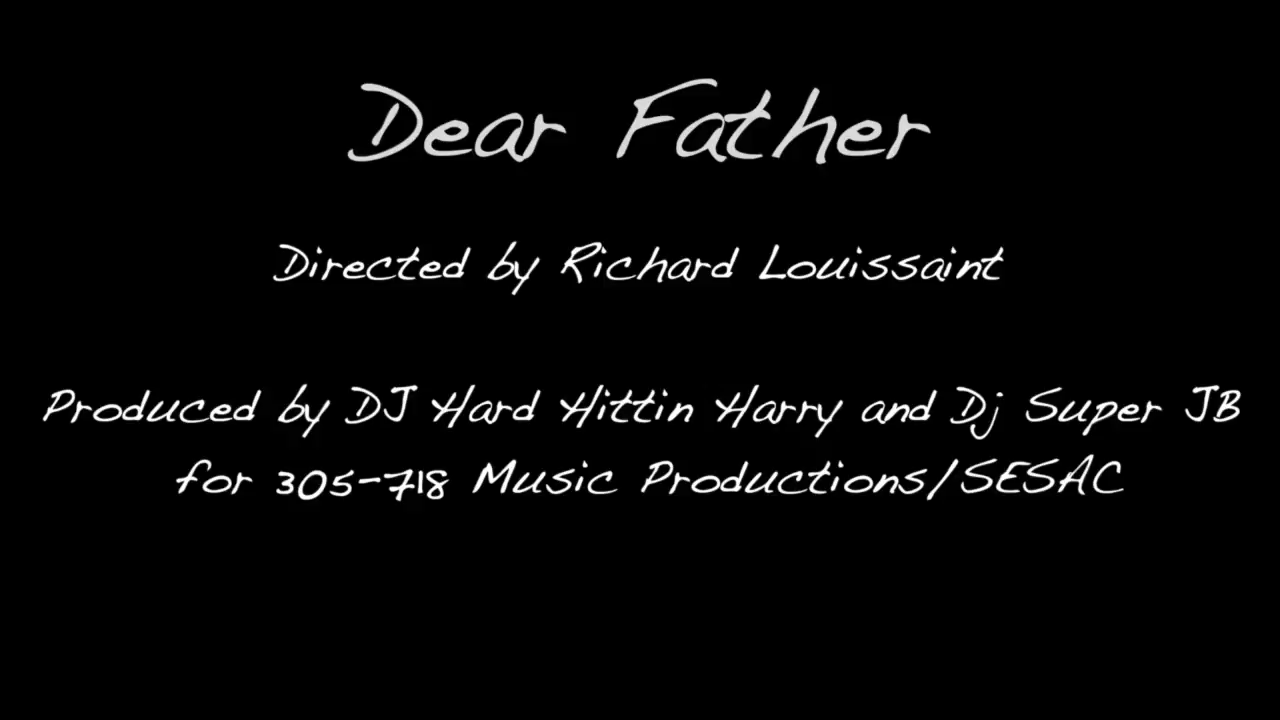 Dear Father
Directed by Richard Louissaint
Produced by DJ Hard Hittin Harry and Dj Super JB
for 305-718 Music Productions/SESAC